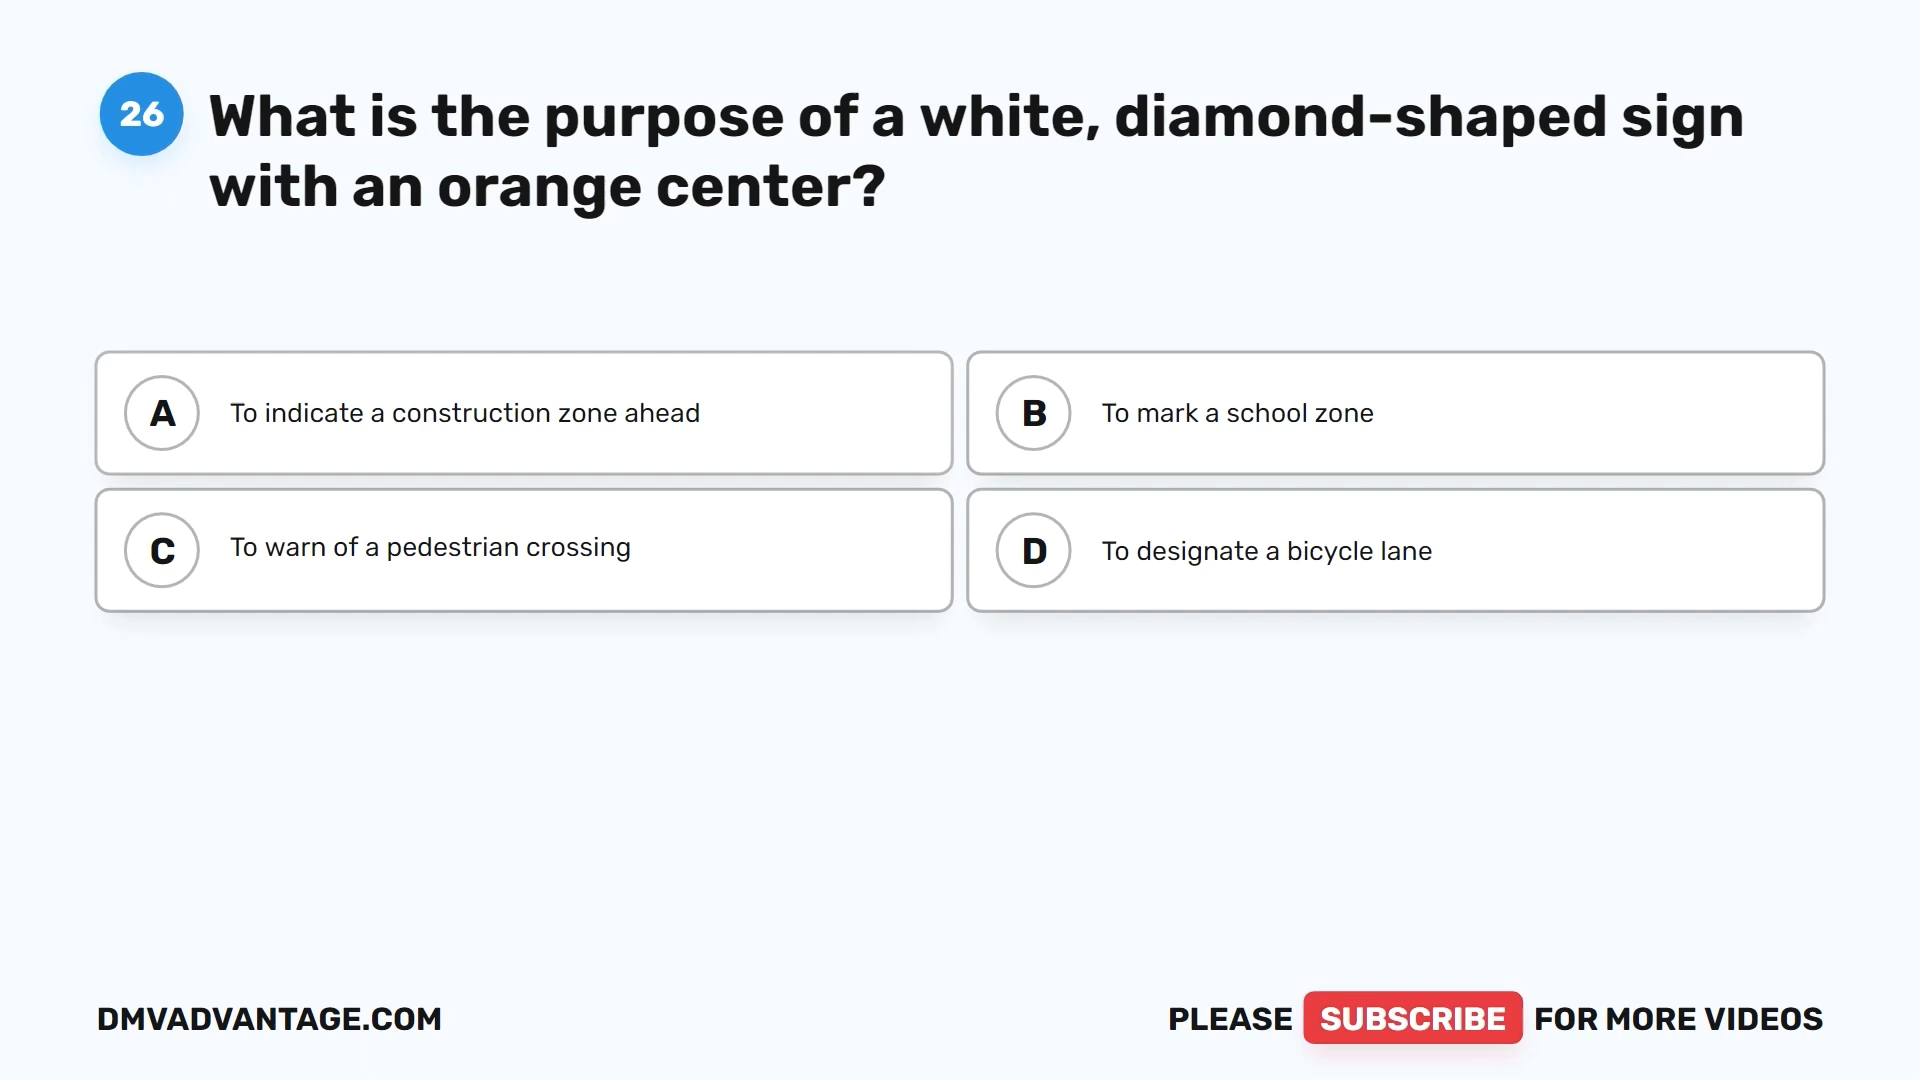 26
What is the purpose of a white, diamond-shaped sign
with an orange center?
A To indicate a construction zone ahead
B To mark a school zone
C To warn of a pedestrian crossing
D To designate a bicycle lane
DMVADVANTAGE.COM
PLEASE SUBSCRIBE FOR MORE VIDEOS